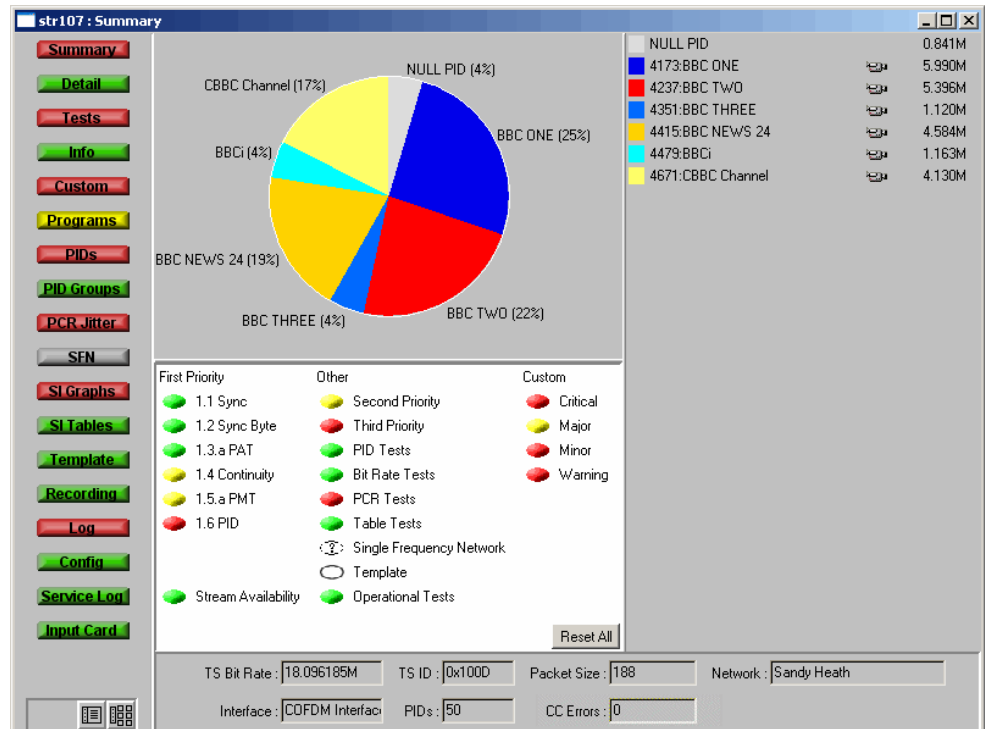 str107 : Summary
Summary
Detail
Tests
Info
Custom
Programs
PIDs
PID Groups
PCR Jitter
SFN
SI Graphs
SI Tables
Template
Recording
Log
Config
Service Log
Input Card
NULL PID (4%)
CBBC Channel (17%)
BBC ONE (25%)
BBCi (4%)
BBC NEWS 24 (19%)
BBC TWO (22%)
BBC THREE (4%)
NULL PID 0.841M
4173:BBC ONE 5.990M
4237:BBC TWO 5.396M
4351:BBC THREE 1.120M
4415:BBC NEWS 24 4.584M
4479:BBCi 1.163M
4671:CBBC Channel 4.130M
First Priority Other Custom
1.1 Sync Second Priority Critical
1.2 Sync Byte Third Priority Major
1.3.a PAT PID Tests Minor
1.4 Continuity Bit Rate Tests Warning
1.5.a PMT PCR Tests
1.6 PID Table Tests
? Single Frequency Network
Template
Stream Availability Operational Tests
Reset All
TS Bit Rate : 18.096185M TS ID : 0x100D Packet Size : 188 Network : Sandy Heath
Interface : COFDM Interfac PIDs : 50 CC Errors : 0